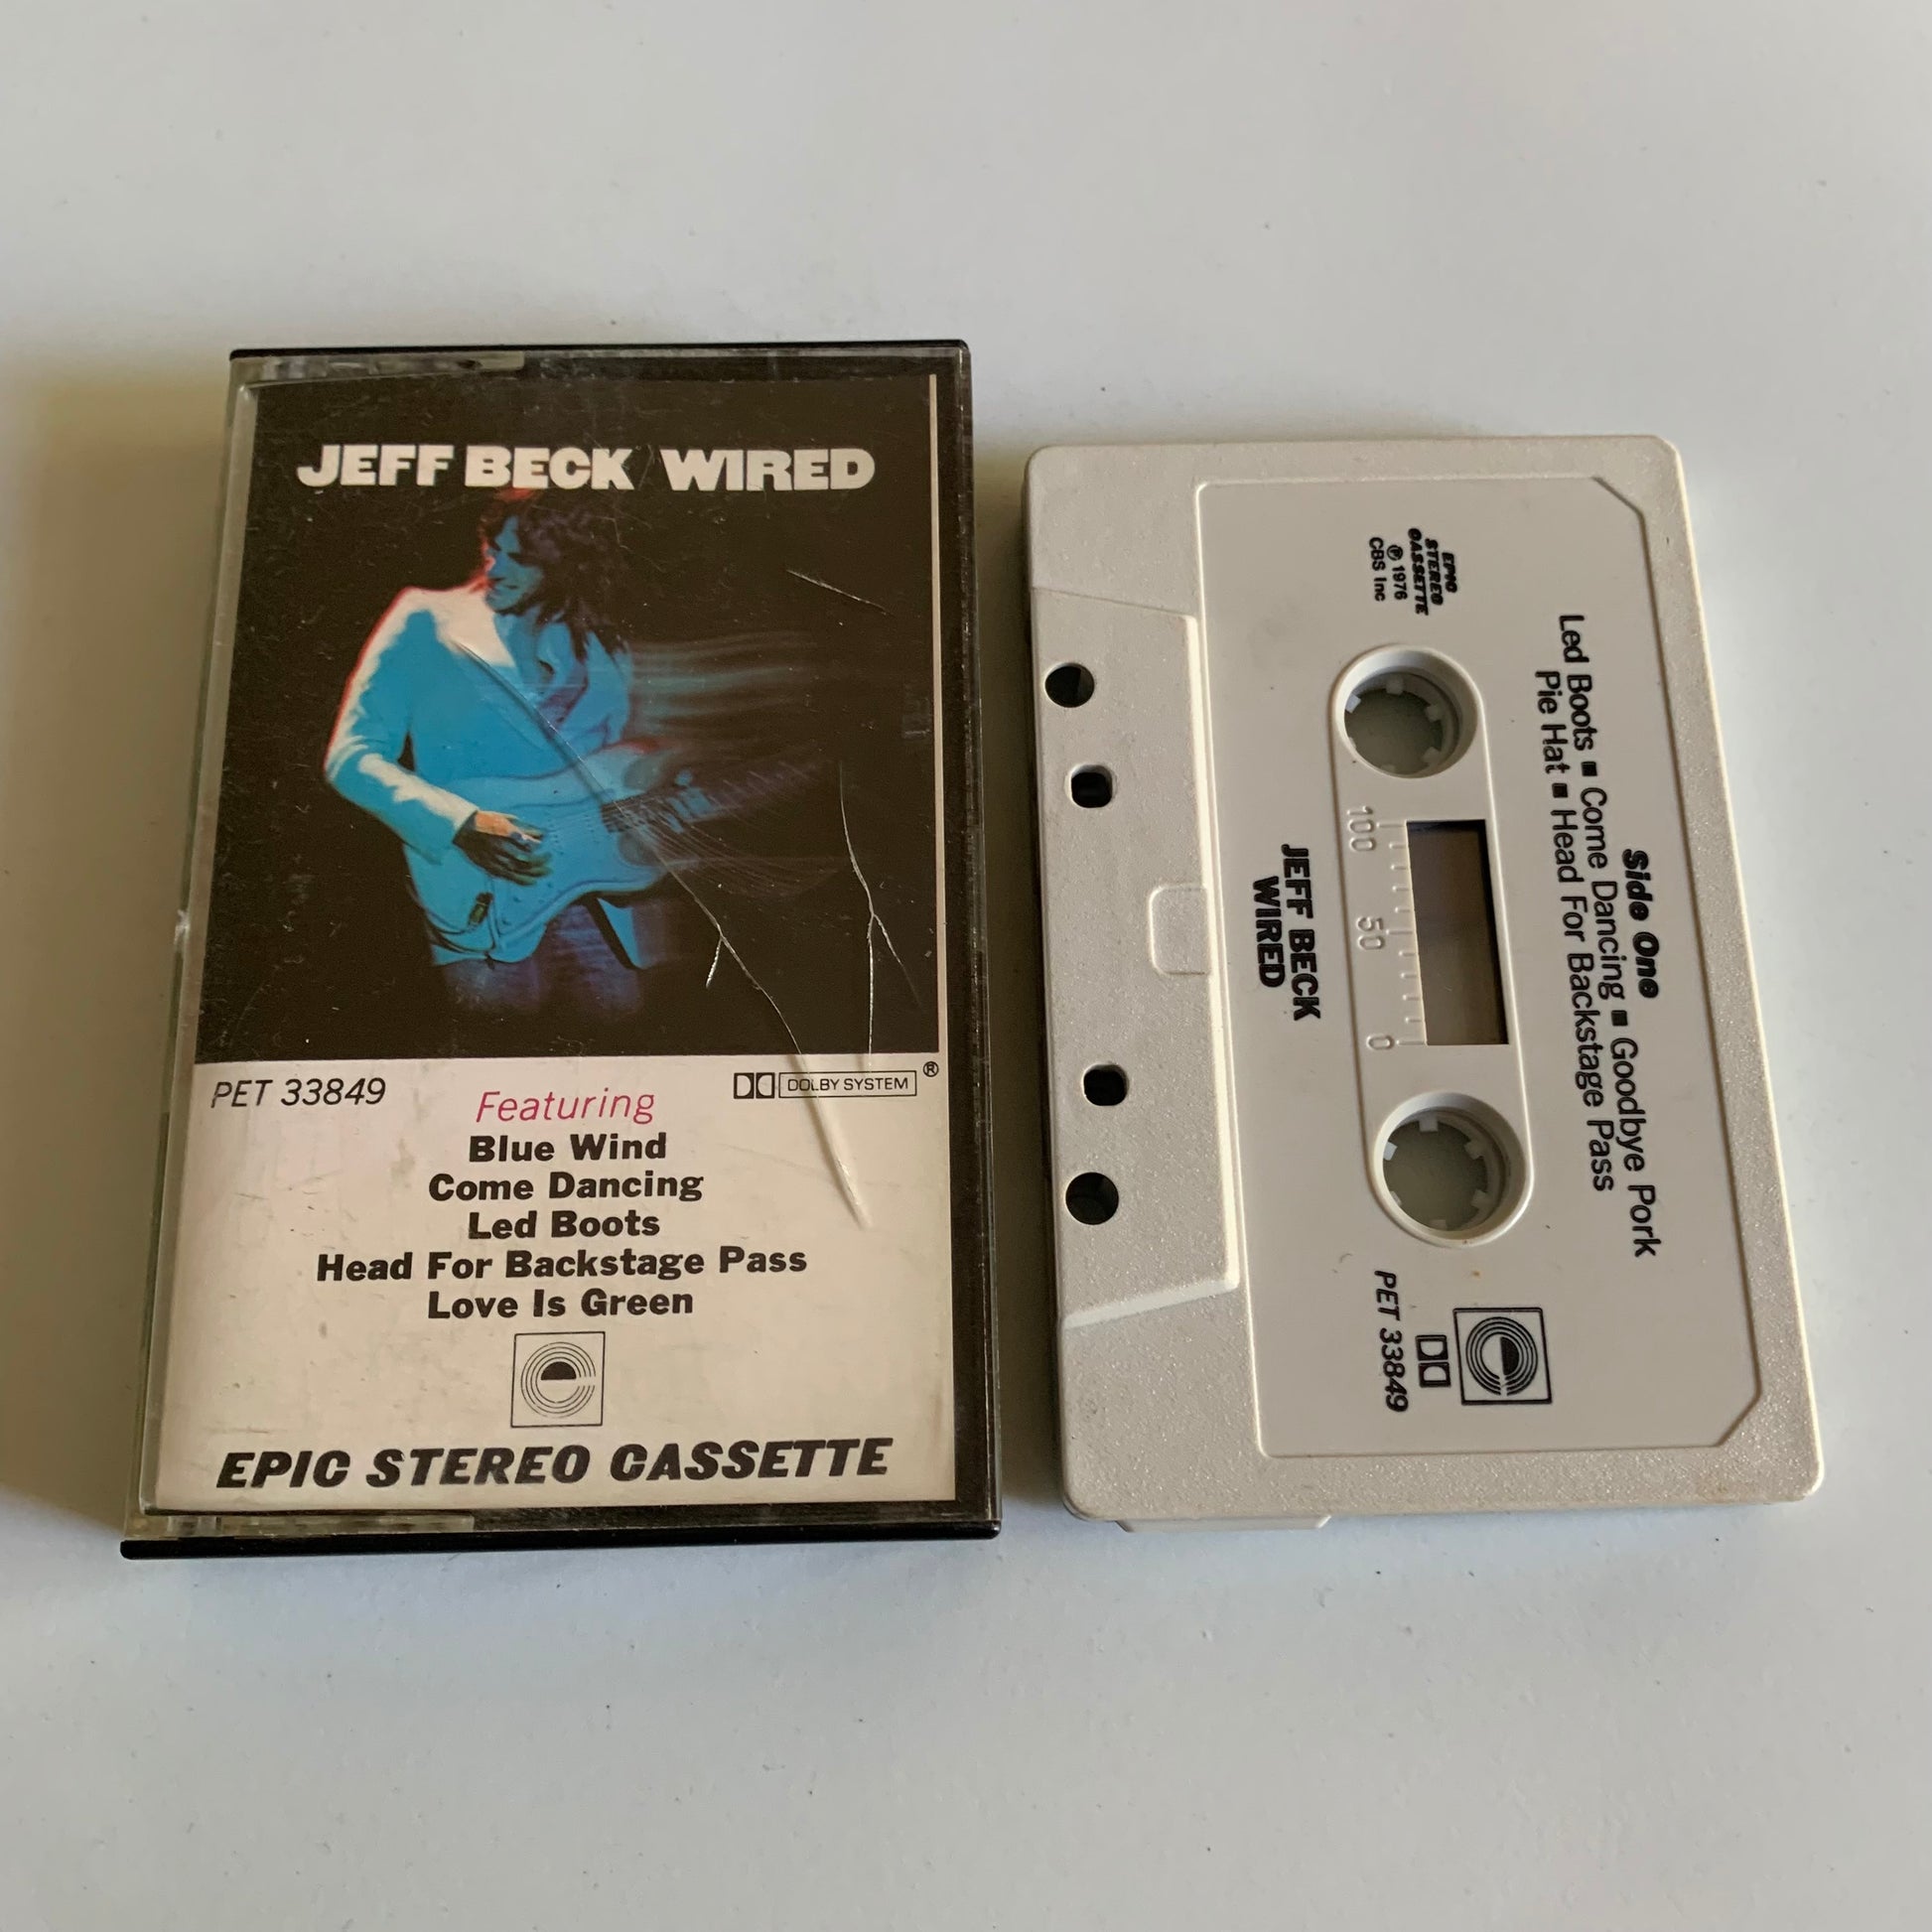 JEFF BECK WIRED
PET 33849
DOLBY SYSTEM ®
Featuring
Blue Wind
Come Dancing
Led Boots
Head For Backstage Pass
Love Is Green
EPIC STEREO CASSETTE
Side One
Led Boots ■ Come Dancing ■ Goodbye Pork
Pie Hat ■ Head For Backstage Pass
EPIC
STEREO
CASSETTE
℗ 1976
CBS Inc
100 50 0
PET 33849
JEFF BECK
WIRED